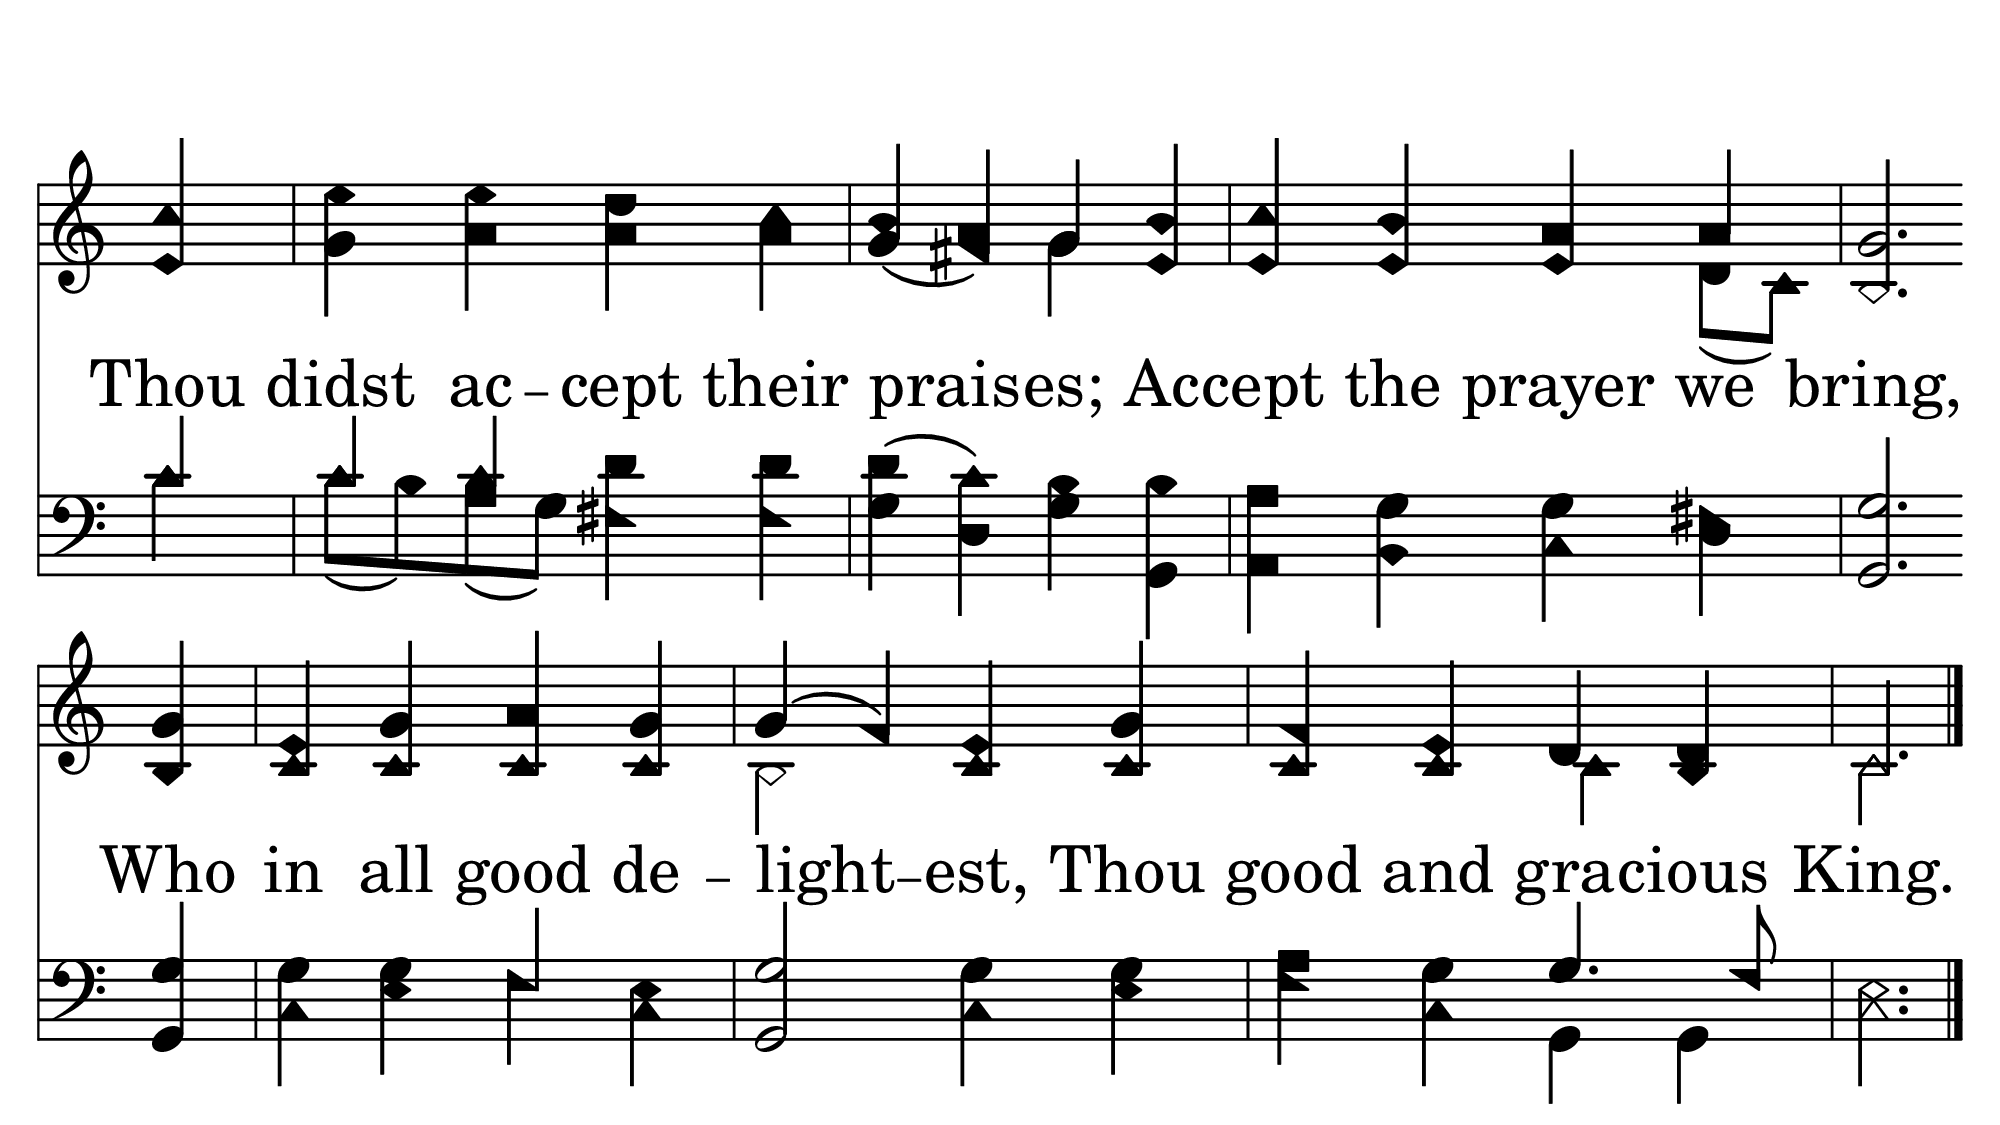 Thou didst ac – cept their praises; Accept the prayer we bring,
Who in all good de – light–est, Thou good and gracious King.